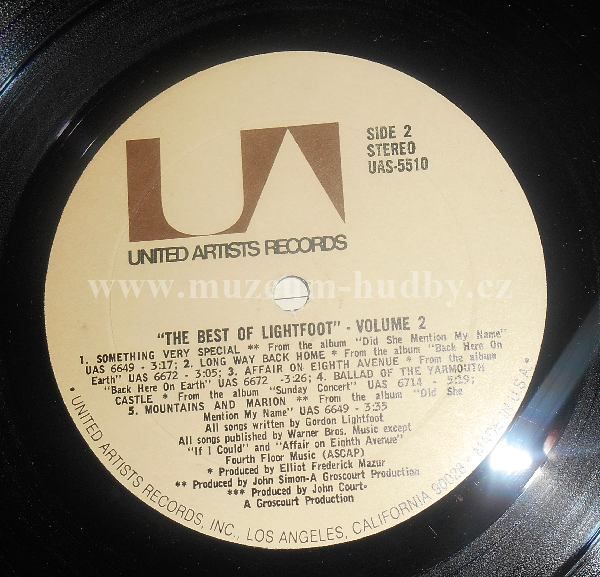 SIDE 2
STEREO
UAS-5510
UA
UNITED ARTISTS RECORDS
www.muzeum-hudby.cz
"THE BEST OF LIGHTFOOT" - VOLUME 2
1. SOMETHING VERY SPECIAL ** From the album "Did She Mention My Name"
UAS 6649 - 3:17; 2. LONG WAY BACK HOME * From the album "Back Here On
Earth" UAS 6672 - 3:05; 3. AFFAIR ON EIGHTH AVENUE * From the album
"Back Here On Earth" UAS 6672 - 3:26; 4. BALLAD OF THE YARMOUTH
CASTLE * From the album "Sunday Concert" UAS 6714 - 5:29;
5. MOUNTAINS AND MARION ** From the album "Did She
Mention My Name" UAS 6649 - 3:35
All songs written by Gordon Lightfoot
All songs published by Warner Bros. Music except
"If I Could" and "Affair on Eighth Avenue"
Fourth Floor Music (ASCAP)
* Produced by Elliot Frederick Mazur
** Produced by John Simon-A Groscourt Production
*** Produced by John Court-
A Groscourt Production
• UNITED ARTISTS RECORDS, INC., LOS ANGELES, CALIFORNIA 90028 • U.S.A. •